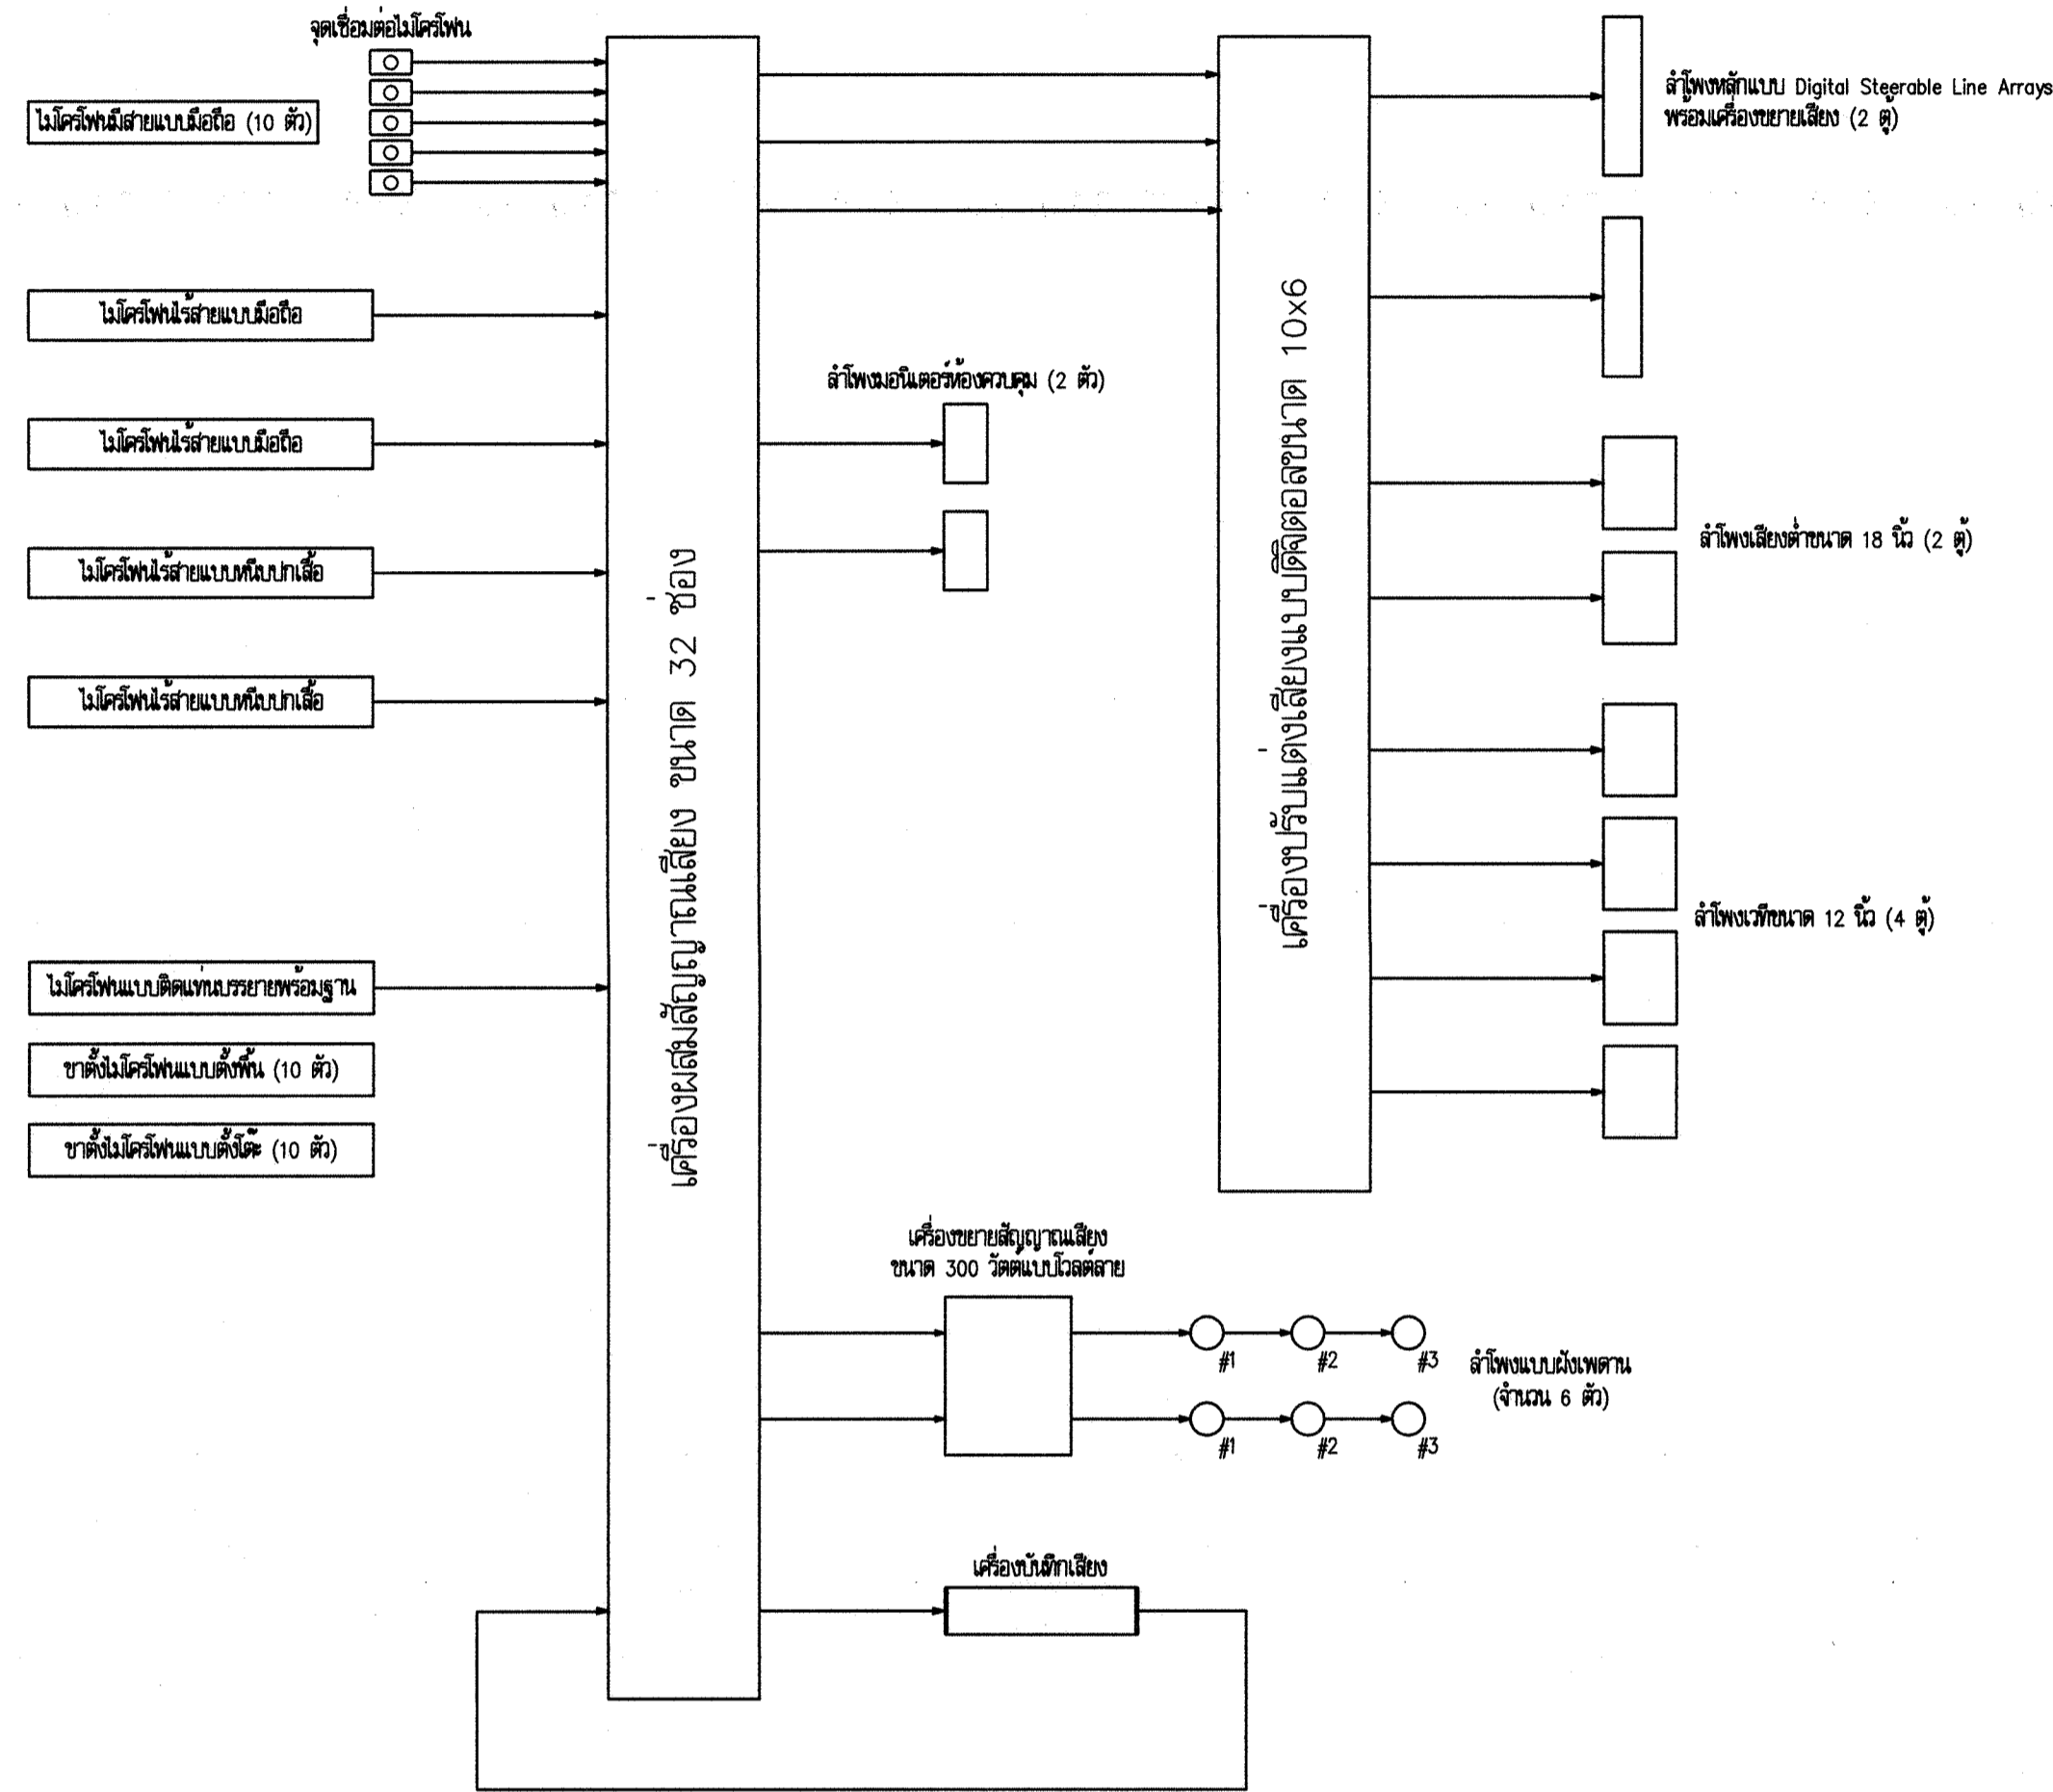 จุดเชื่อมต่อไมโครโฟน
ไมโครโฟนมีสายแบบมือถือ (10 ตัว)
ไมโครโฟนไร้สายแบบมือถือ
ไมโครโฟนไร้สายแบบมือถือ
ไมโครโฟนไร้สายแบบหนีบปกเสื้อ
ไมโครโฟนไร้สายแบบหนีบปกเสื้อ
ไมโครโฟนแบบติดแท่นบรรยายพร้อมฐาน
ขาตั้งไมโครโฟนแบบตั้งพื้น (10 ตัว)
ขาตั้งไมโครโฟนแบบตั้งโต๊ะ (10 ตัว)
เครื่องผสมสัญญาณเสียง ขนาด 32 ช่อง
ลำโพงมอนิเตอร์ห้องควบคุม (2 ตัว)
เครื่องขยายสัญญาณเสียง
ขนาด 300 วัตต์แบบโวลต์ลาย
#1
#2
#3
#1
#2
#3
ลำโพงแบบฝังเพดาน
(จำนวน 6 ตัว)
เครื่องบันทึกเสียง
เครื่องปรับแต่งเสียงแบบดิจิตอลขนาด 10x6
ลำโพงหลักแบบ Digital Steerable Line Arrays
พร้อมเครื่องขยายเสียง (2 ตู้)
ลำโพงเสียงต่ำขนาด 18 นิ้ว (2 ตู้)
ลำโพงเวทีขนาด 12 นิ้ว (4 ตู้)